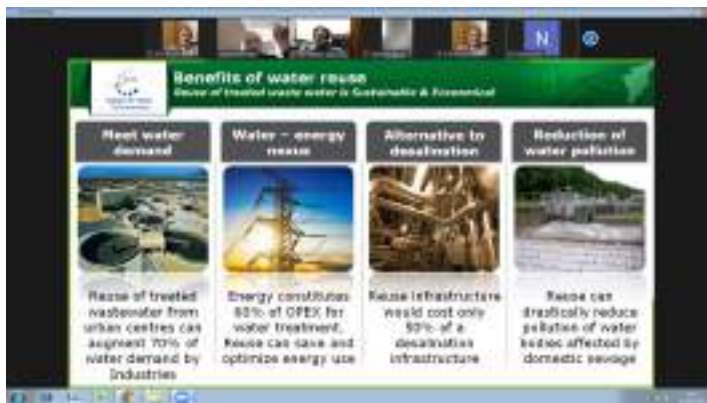 N
Benefits of water reuse
Reuse of treated waste water is Sustainable & Economical
Meet water
demand
Water – energy
nexus
Alternative to
desalination
Reduction of
water pollution
Reuse of treated
wastewater from
urban centres can
augment 70% of
water demand by
Industries
Energy constitutes
of OPEX for
water treatment.
Reuse can save and
optimize energy use
Reuse infrastructure
would cost only
of a
desalination
infrastructure
Reuse can
drastically reduce
pollution of water
bodies affected by
domestic sewage